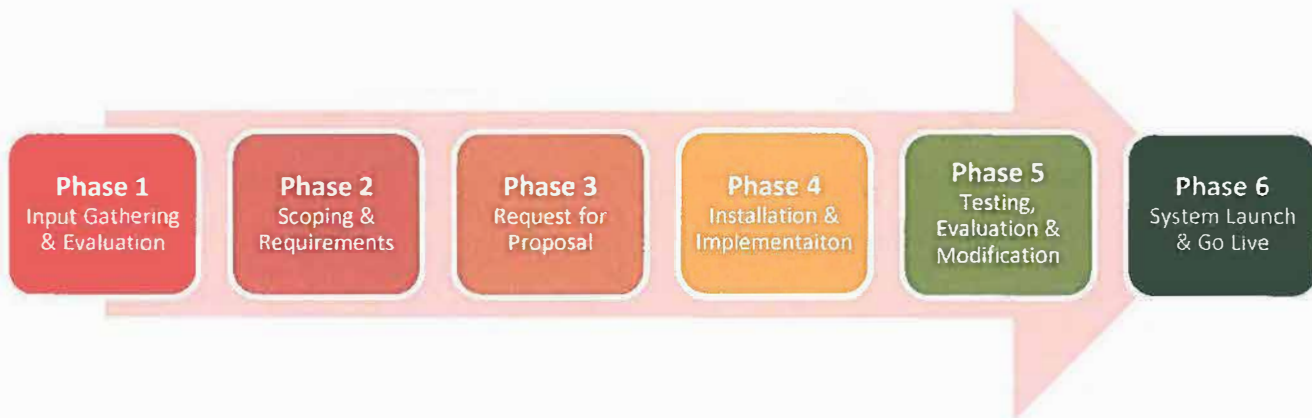 Phase 1
Input Gathering
& Evaluation
Phase 2
Scoping &
Requirements
Phase 3
Request for
Proposal
Phase 4
Installation &
Implementaiton
Phase 5
Testing,
Evaluation &
Modification
Phase 6
System Launch
& Go Live